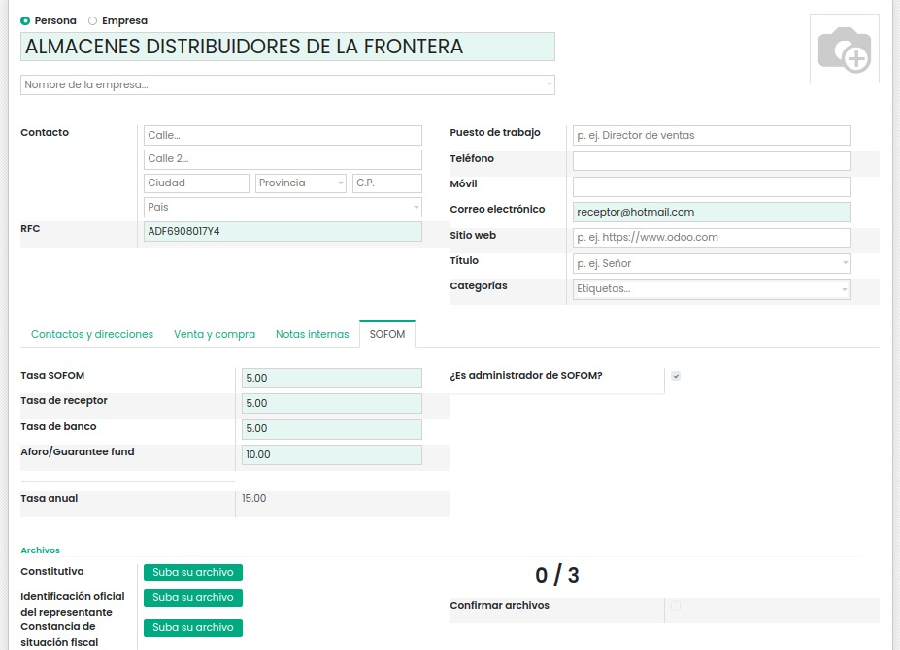 Persona Empresa
ALMACENES DISTRIBUIDORES DE LA FRONTERA
Nombre de la empresa...
Contacto
Calle...
Calle 2...
Ciudad Provincia C.P.
País
RFC ADF6908017Y4
Puesto de trabajo p. ej. Director de ventas
Teléfono
Móvil
Correo electrónico receptor@hotmail.com
Sitio web p. ej. https://www.odoo.com
Título p. ej. Señor
Categorías Etiquetas...
Contactos y direcciones Venta y compra Notas internas SOFOM
Tasa SOFOM 5.00
Tasa de receptor 5.00
Tasa de banco 5.00
Aforo/Guarantee fund 10.00
Tasa anual 15.00
¿Es administrador de SOFOM?
Archivos
Constitutiva Suba su archivo
Identificación oficial
del representante Suba su archivo
Constancia de
situación fiscal Suba su archivo
0 / 3
Confirmar archivos